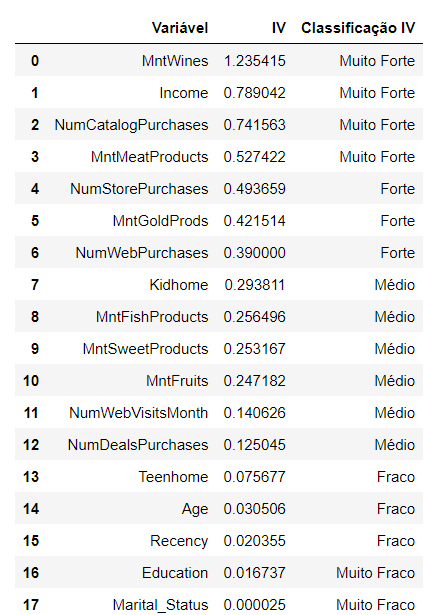 Variável IV Classificação IV
0 MntWines 1.235415 Muito Forte
1 Income 0.789042 Muito Forte
2 NumCatalogPurchases 0.741563 Muito Forte
3 MntMeatProducts 0.527422 Muito Forte
4 NumStorePurchases 0.493659 Forte
5 MntGoldProds 0.421514 Forte
6 NumWebPurchases 0.390000 Forte
7 Kidhome 0.293811 Médio
8 MntFishProducts 0.256496 Médio
9 MntSweetProducts 0.253167 Médio
10 MntFruits 0.247182 Médio
11 NumWebVisitsMonth 0.140626 Médio
12 NumDealsPurchases 0.125045 Médio
13 Teenhome 0.075677 Fraco
14 Age 0.030506 Fraco
15 Recency 0.020355 Fraco
16 Education 0.016737 Muito Fraco
17 Marital_Status 0.000025 Muito Fraco